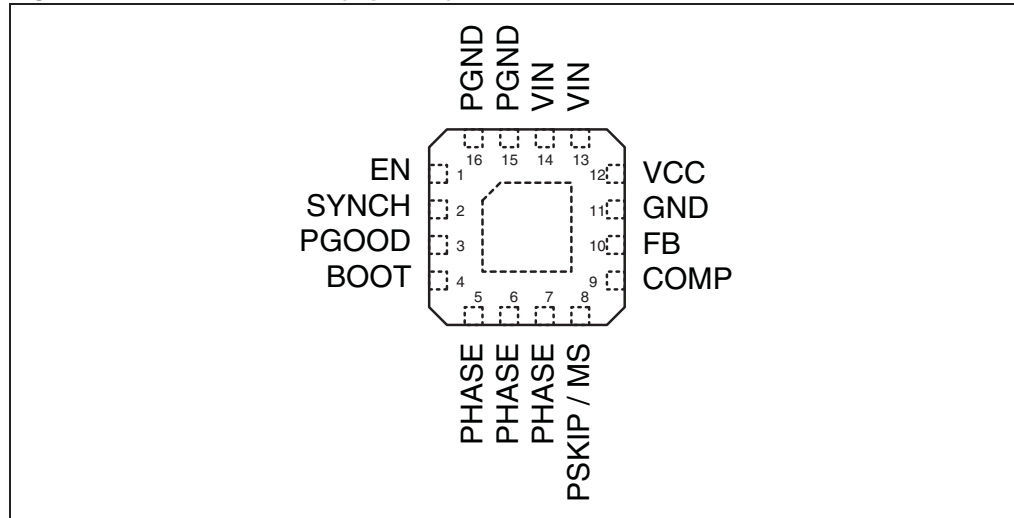 PGND
PGND
VIN
VIN
16
15
14
13
EN
1
12
VCC
SYNCH
2
11
GND
PGOOD
3
10
FB
BOOT
4
9
COMP
5
6
7
8
PHASE
PHASE
PHASE
PSKIP / MS